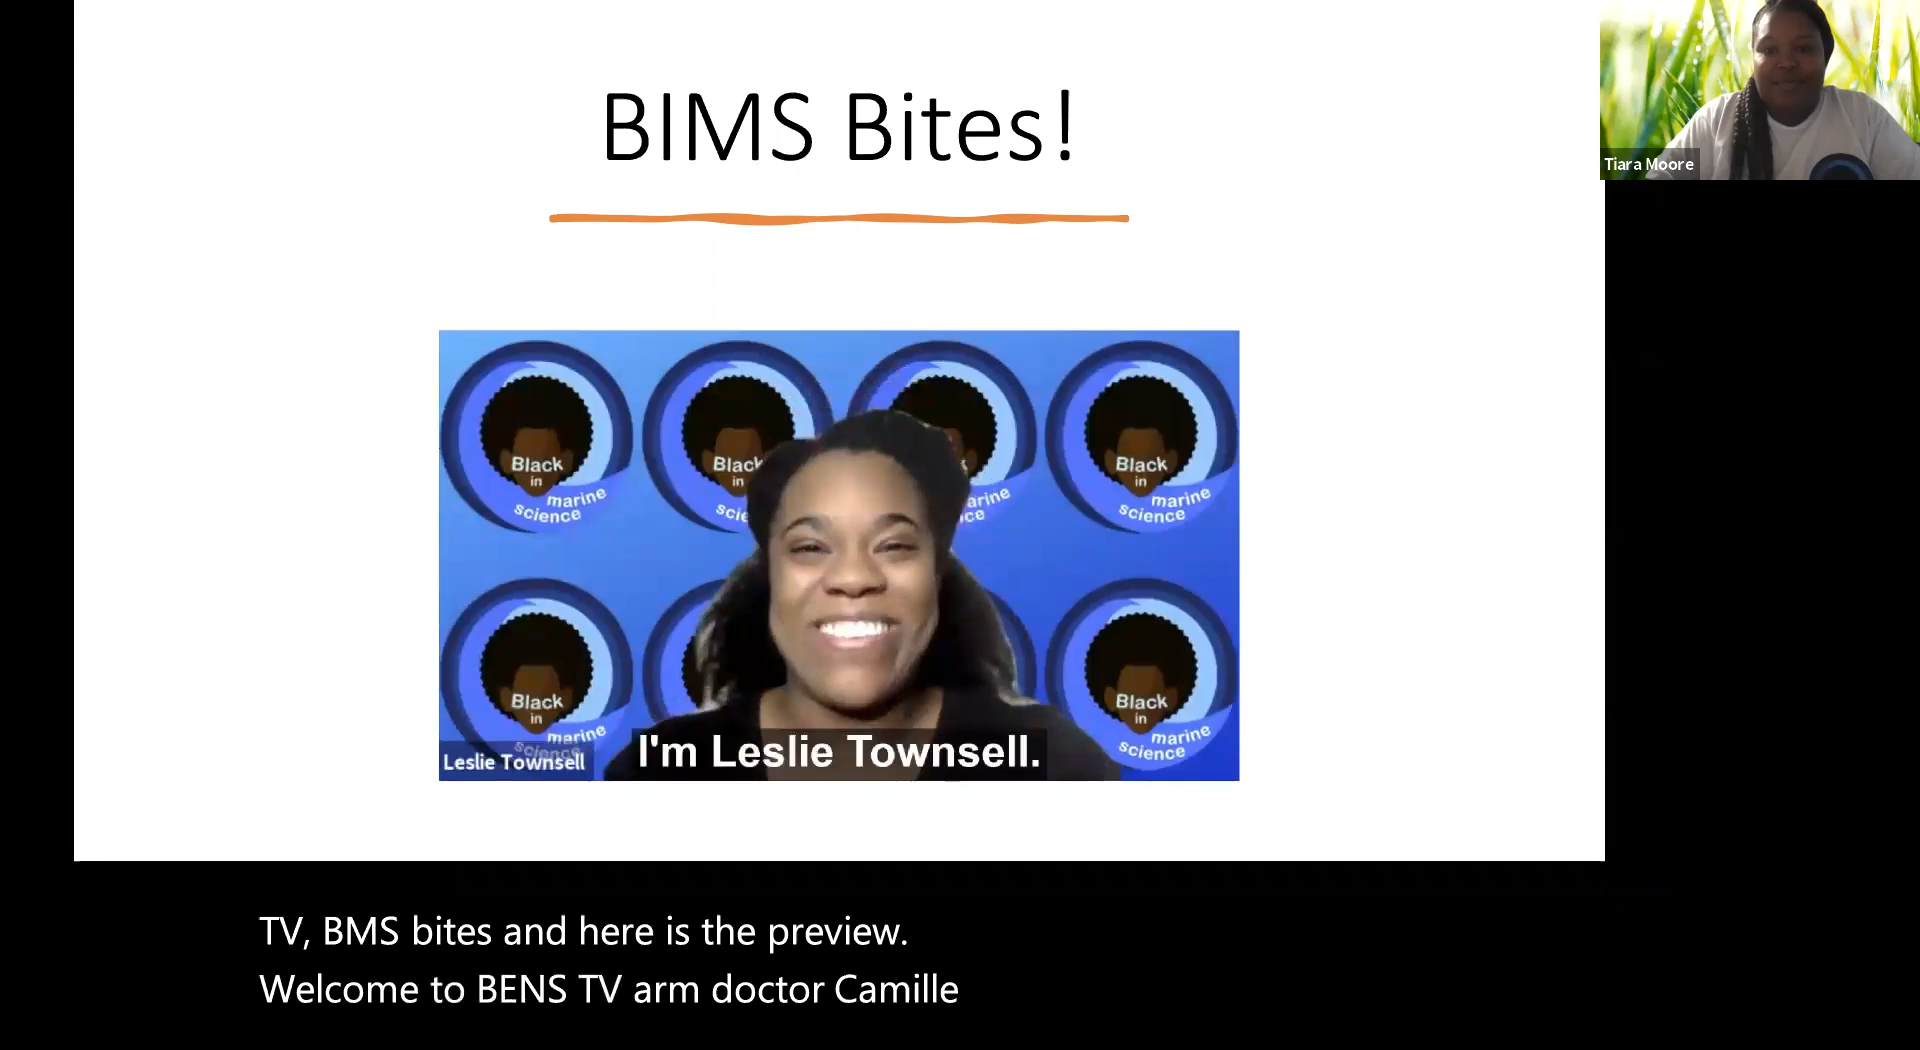 BIMS Bites!
Tiara Moore
Black
in
marine
science
Black
in
scie
k
arine
ce
Black
in
marine
science
Black
in
marine
science
Black
in
marine
science
Leslie Townsell
I'm Leslie Townsell.
TV, BMS bites and here is the preview.
Welcome to BENS TV arm doctor Camille